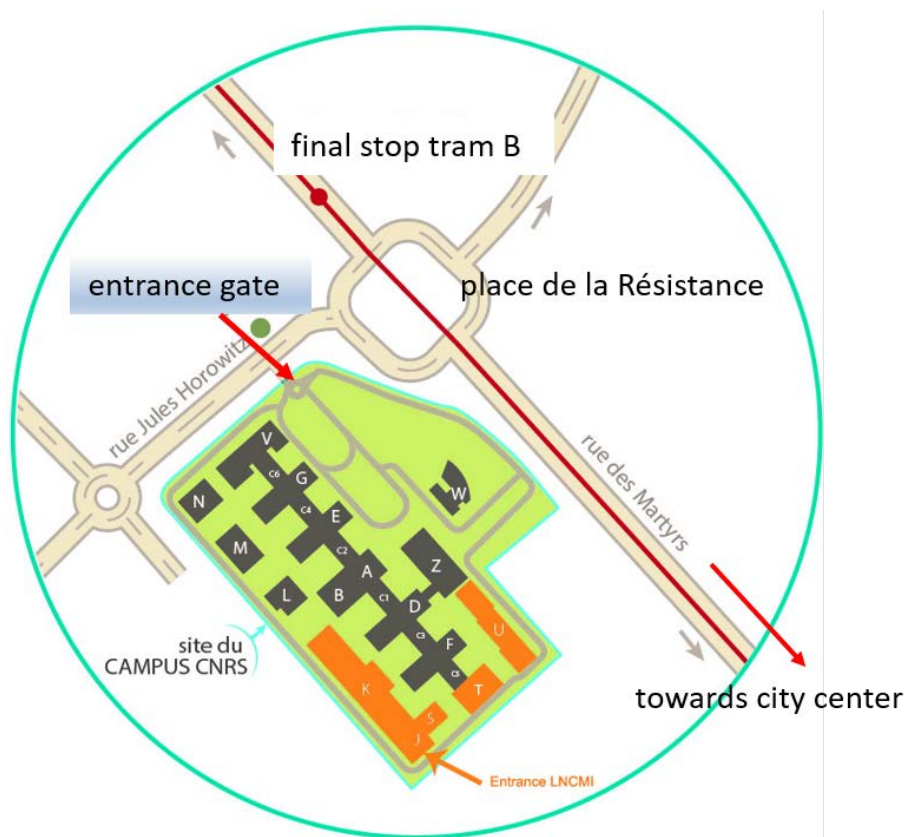 final stop tram B
entrance gate
place de la Résistance
rue Jules Horowitz
rue des Martyrs
V
C6
G
N
C4
E
W
M
C2
A
Z
L
B
C1
D
U
C3
F
site du
CAMPUS CNRS
K
C5
T
S
J
towards city center
Entrance LNCMI